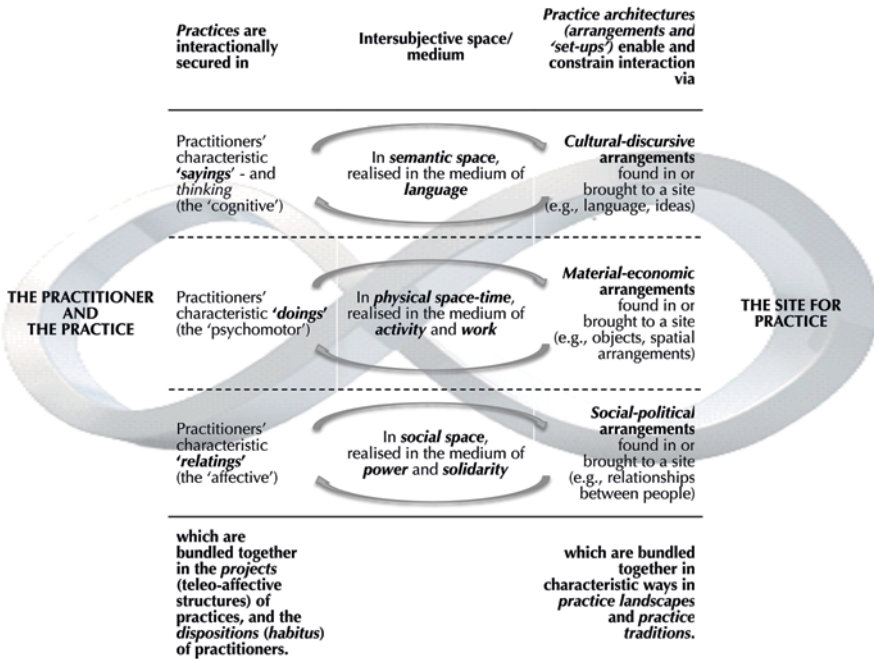 Practices are
interactionally
secured in
Intersubjective space/
medium
Practice architectures
(arrangements and
‘set-ups’) enable and
constrain interaction
via
Practitioners’
characteristic
‘sayings’ - and
thinking
(the ‘cognitive’)
In semantic space,
realised in the medium of
language
Cultural-discursive
arrangements
found in or
brought to a site
(e.g., language, ideas)
THE PRACTITIONER
AND
THE PRACTICE
Practitioners’
characteristic ‘doings’
(the ‘psychomotor’)
In physical space-time,
realised in the medium of
activity and work
Material-economic
arrangements
found in or
brought to a site
(e.g., objects, spatial
arrangements)
THE SITE FOR
PRACTICE
Practitioners’
characteristic
‘relatings’
(the ‘affective’)
In social space,
realised in the medium of
power and solidarity
Social-political
arrangements
found in or
brought to a site
(e.g., relationships
between people)
which are
bundled together
in the projects
(teleo-affective
structures) of
practices, and the
dispositions (habitus)
of practitioners.
which are bundled
together in
characteristic ways in
practice landscapes
and practice
traditions.